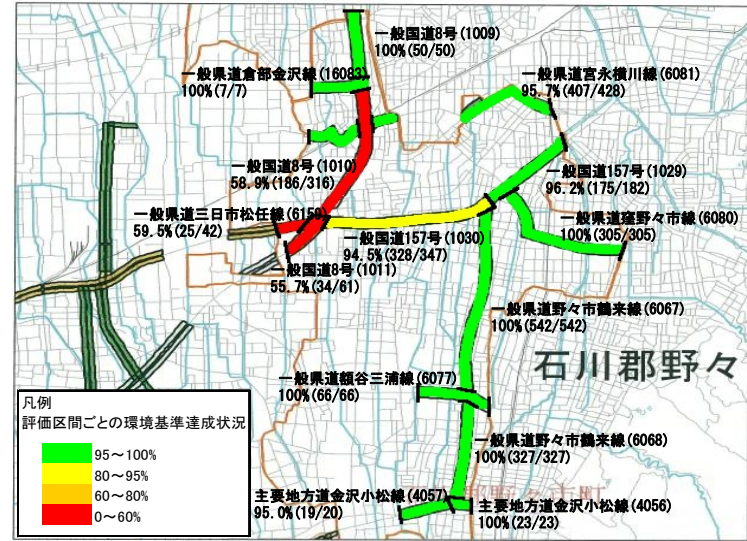 一般国道8号(1009)
100%(50/50)
一般県道倉部金沢線(16083)
100%(7/7)
一般県道宮永横川線(6081)
95.7%(407/428)
一般国道8号(1010)
58.9%(186/316)
一般国道157号(1029)
96.2%(175/182)
一般県道三日市松任線(6159)
59.5%(25/42)
一般県道窪野々市線(6080)
100%(305/305)
一般国道157号(1030)
94.5%(328/347)
一般国道8号(1011)
55.7%(34/61)
一般県道野々市鶴来線(6067)
100%(542/542)
石川郡野々
一般県道額谷三浦線(6077)
100%(66/66)
一般県道野々市鶴来線(6068)
100%(327/327)
主要地方道金沢小松線(4057)
95.0%(19/20)
主要地方道金沢小松線(4056)
100%(23/23)
凡例
評価区間ごとの環境基準達成状況
95～100%
80～95%
60～80%
0～60%